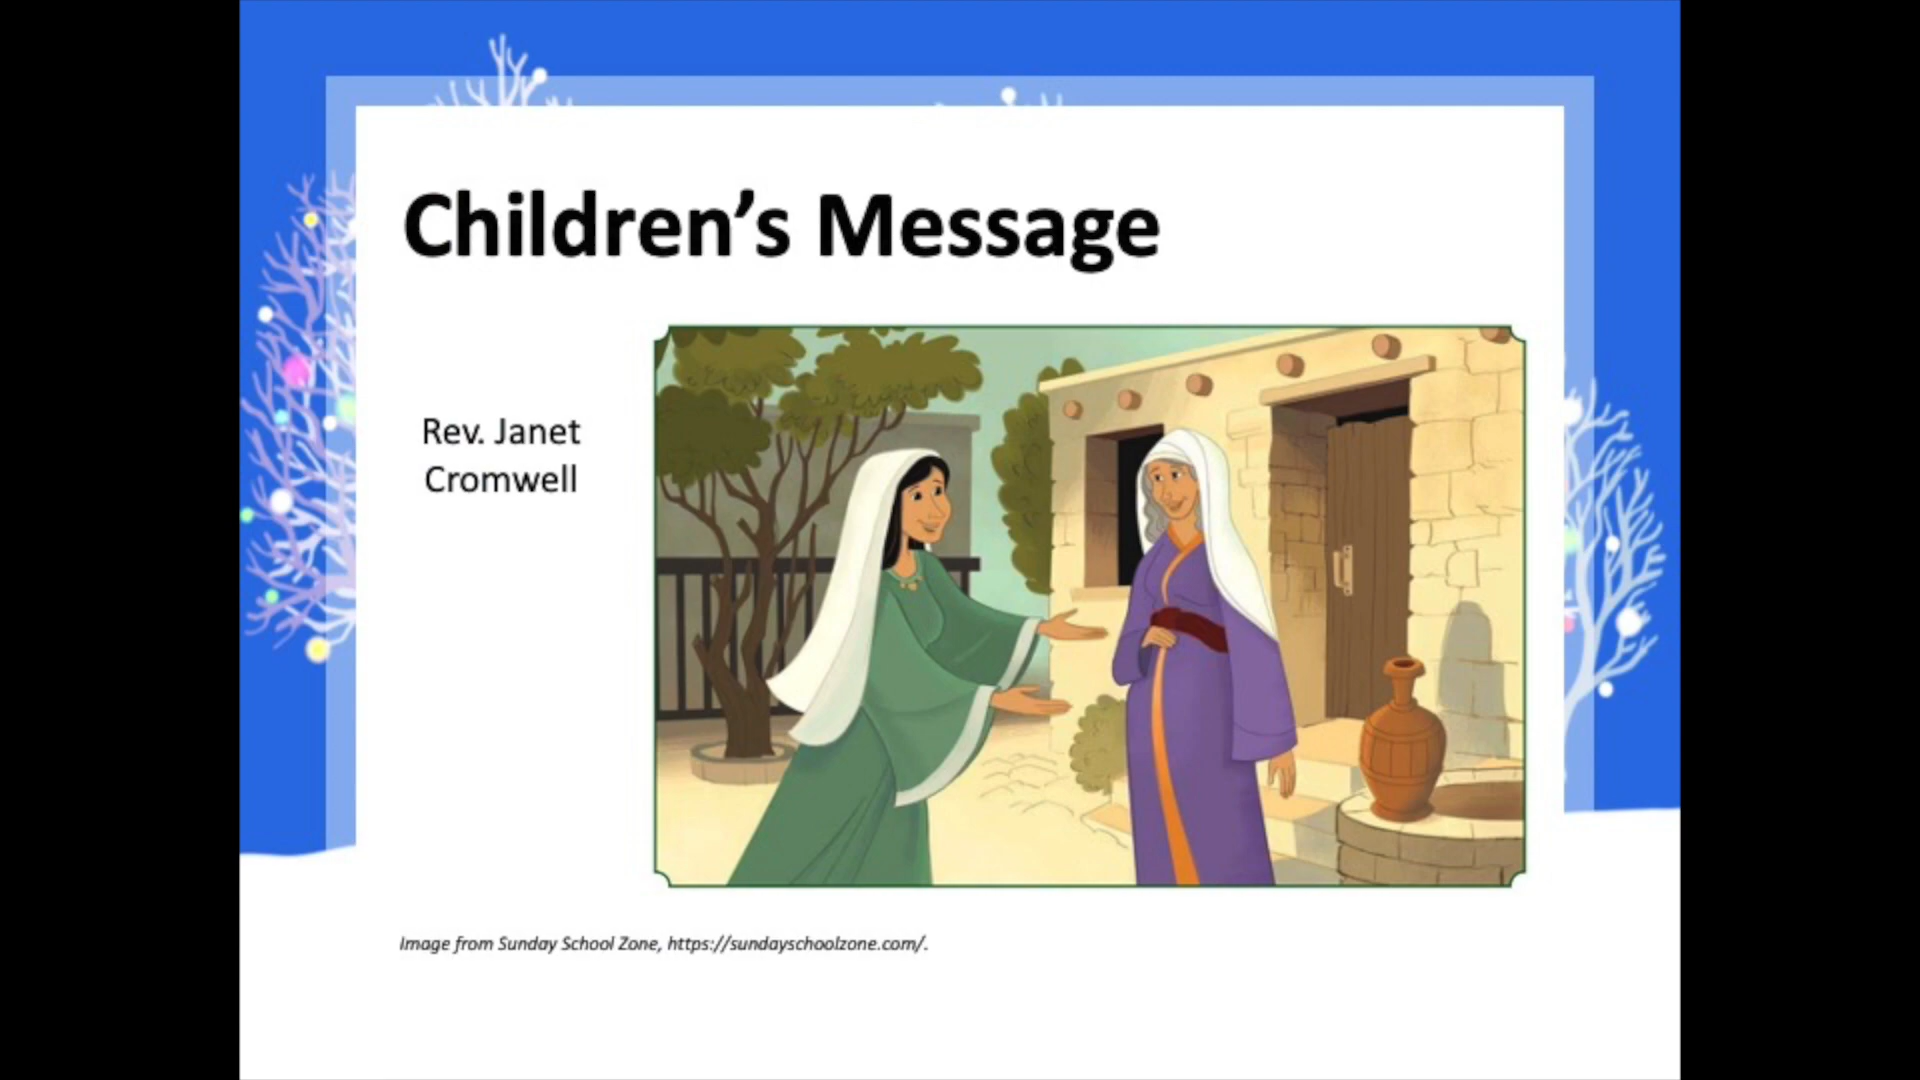 Children’s Message
Rev. Janet
Cromwell
Image from Sunday School Zone, https://sundayschoolzone.com/.